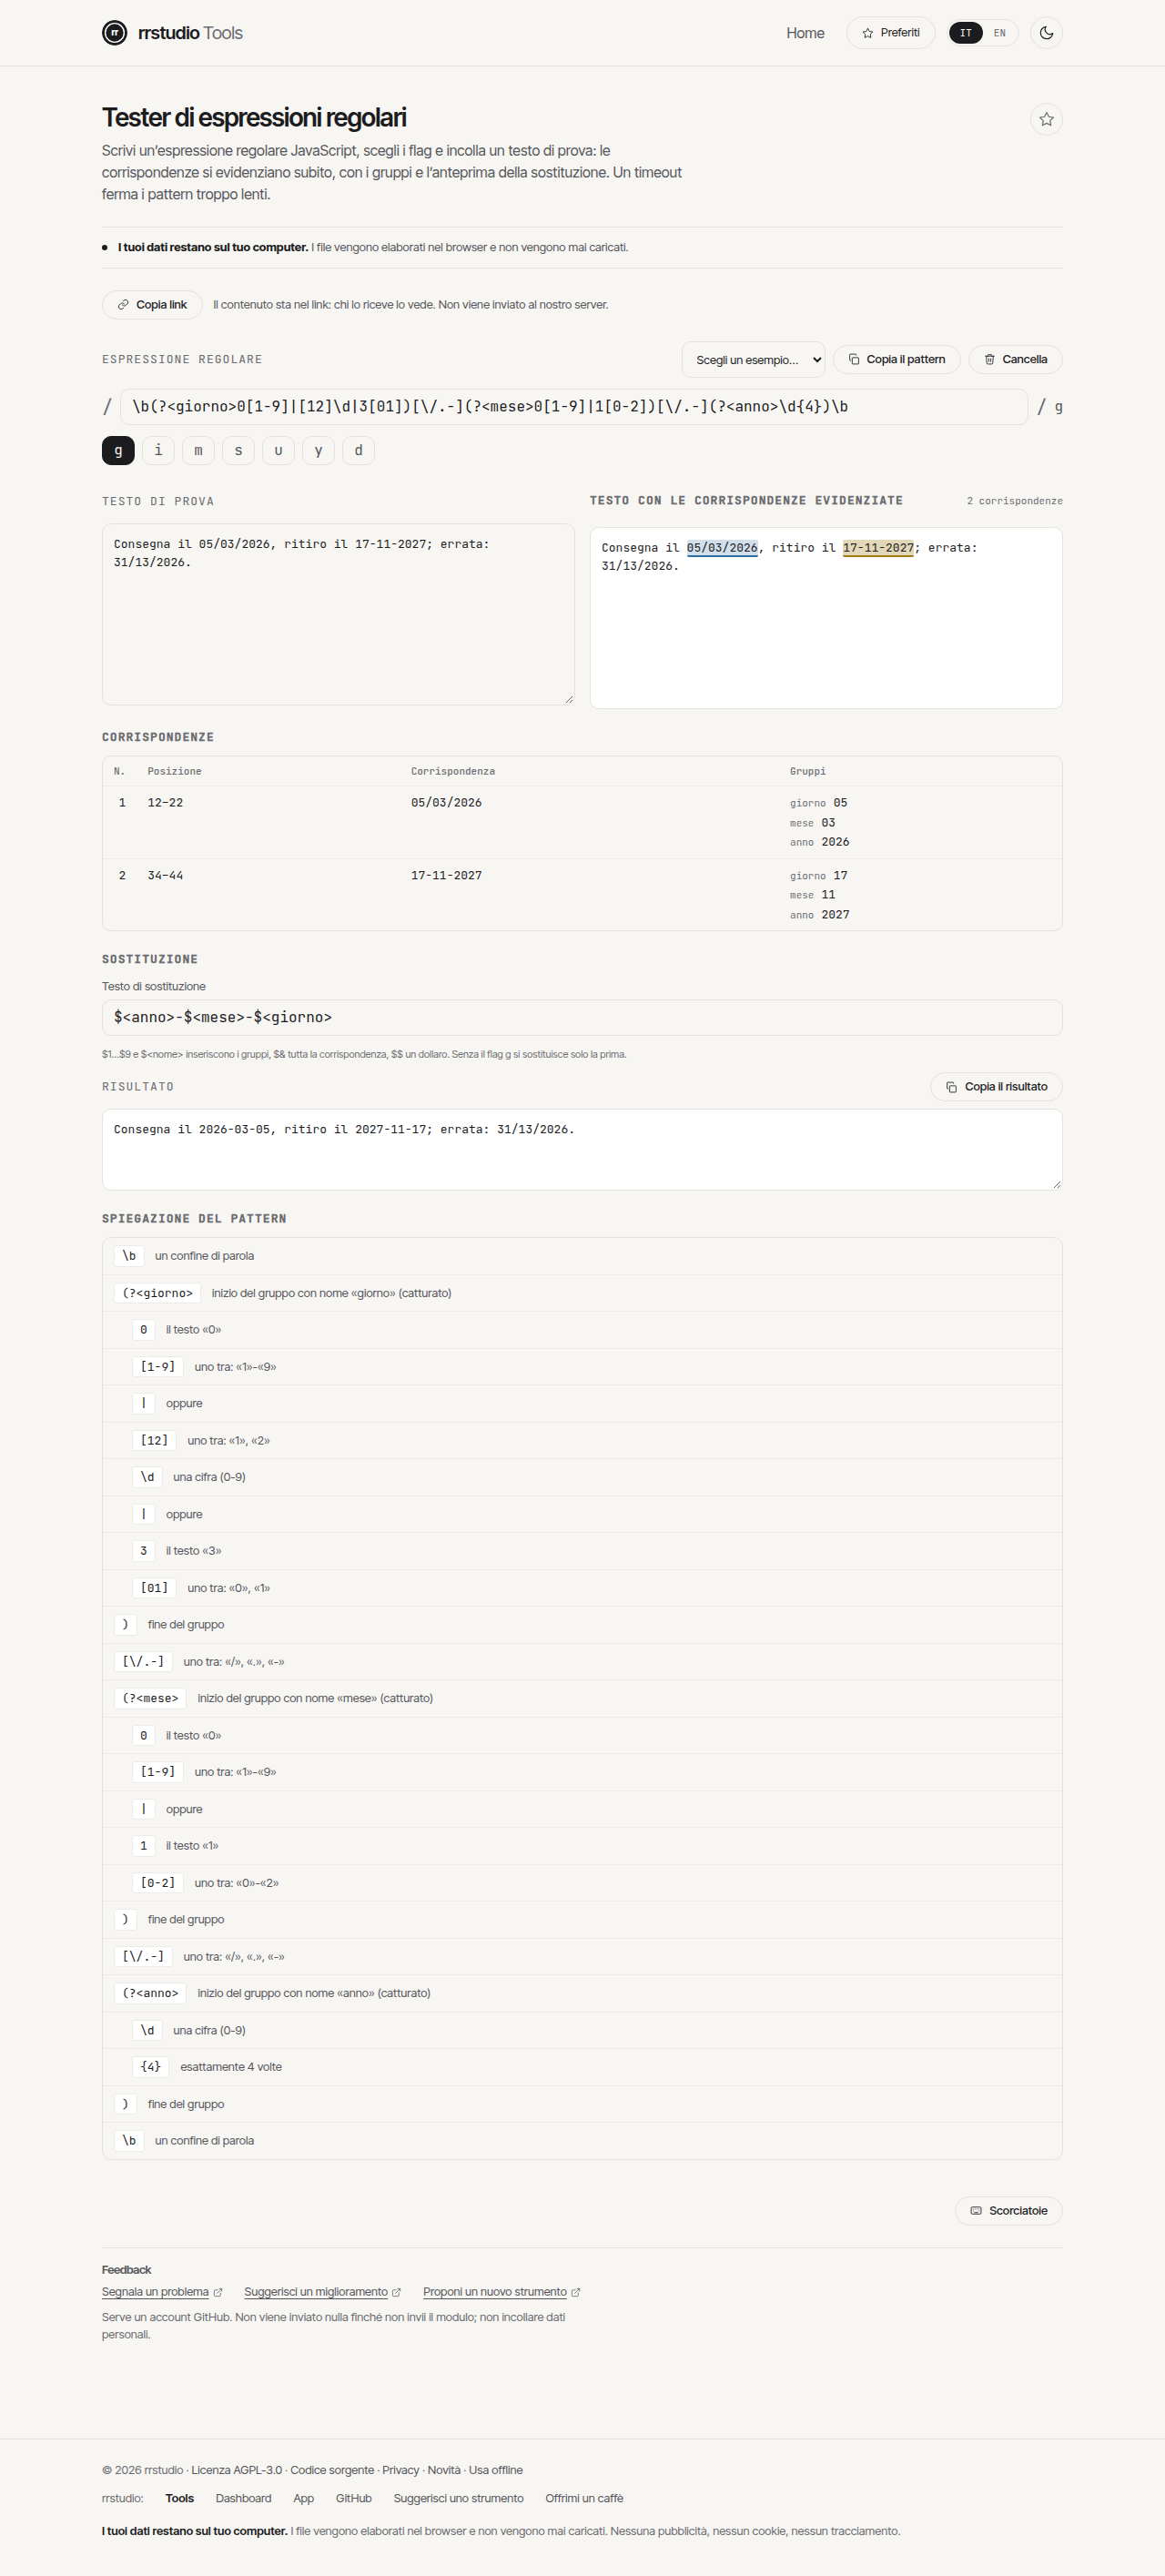 rr rrstudio Tools
Home
Preferiti
IT EN
Tester di espressioni regolari
Scrivi un’espressione regolare JavaScript, scegli i flag e incolla un testo di prova: le
corrispondenze si evidenziano subito, con i gruppi e l’anteprima della sostituzione. Un timeout
ferma i pattern troppo lenti.
I tuoi dati restano sul tuo computer. I file vengono elaborati nel browser e non vengono mai caricati.
Copia link Il contenuto sta nel link: chi lo riceve lo vede. Non viene inviato al nostro server.
ESPRESSIONE REGOLARE
Scegli un esempio…
Copia il pattern
Cancella
/ \b(?<giorno>0[1-9]|[12]\d|3[01])[\/.-](?<mese>0[1-9]|1[0-2])[\/.-](?<anno>\d{4})\b / g
g i m s u y d
TESTO DI PROVA
Consegna il 05/03/2026, ritiro il 17-11-2027; errata:
31/13/2026.
TESTO CON LE CORRISPONDENZE EVIDENZIATE
2 corrispondenze
Consegna il 05/03/2026, ritiro il 17-11-2027; errata:
31/13/2026.
CORRISPONDENZE
N. Posizione Corrispondenza Gruppi
1 12–22 05/03/2026 giorno 05
mese 03
anno 2026
2 34–44 17-11-2027 giorno 17
mese 11
anno 2027
SOSTITUZIONE
Testo di sostituzione
$<anno>-$<mese>-$<giorno>
$1…$9 e $<nome> inseriscono i gruppi, $& tutta la corrispondenza, $$ un dollaro. Senza il flag g si sostituisce solo la prima.
RISULTATO
Copia il risultato
Consegna il 2026-03-05, ritiro il 2027-11-17; errata: 31/13/2026.
SPIEGAZIONE DEL PATTERN
\b un confine di parola
(?<giorno> inizio del gruppo con nome «giorno» (catturato)
0 il testo «0»
[1-9] uno tra: «1»–«9»
| oppure
[12] uno tra: «1», «2»
\d una cifra (0-9)
| oppure
3 il testo «3»
[01] uno tra: «0», «1»
) fine del gruppo
[\/.-] uno tra: «/», «.», «-»
(?<mese> inizio del gruppo con nome «mese» (catturato)
0 il testo «0»
[1-9] uno tra: «1»–«9»
| oppure
1 il testo «1»
[0-2] uno tra: «0»–«2»
) fine del gruppo
[\/.-] uno tra: «/», «.», «-»
(?<anno> inizio del gruppo con nome «anno» (catturato)
\d una cifra (0-9)
{4} esattamente 4 volte
) fine del gruppo
\b un confine di parola
Scorciatoie
Feedback
Segnala un problema Suggerisci un miglioramento Proponi un nuovo strumento
Serve un account GitHub. Non viene inviato nulla finché non invii il modulo; non incollare dati
personali.
© 2026 rrstudio · Licenza AGPL-3.0 · Codice sorgente · Privacy · Novità · Usa offline
rrstudio: Tools Dashboard App GitHub Suggerisci uno strumento Offrimi un caffè
I tuoi dati restano sul tuo computer. I file vengono elaborati nel browser e non vengono mai caricati. Nessuna pubblicità, nessun cookie, nessun tracciamento.